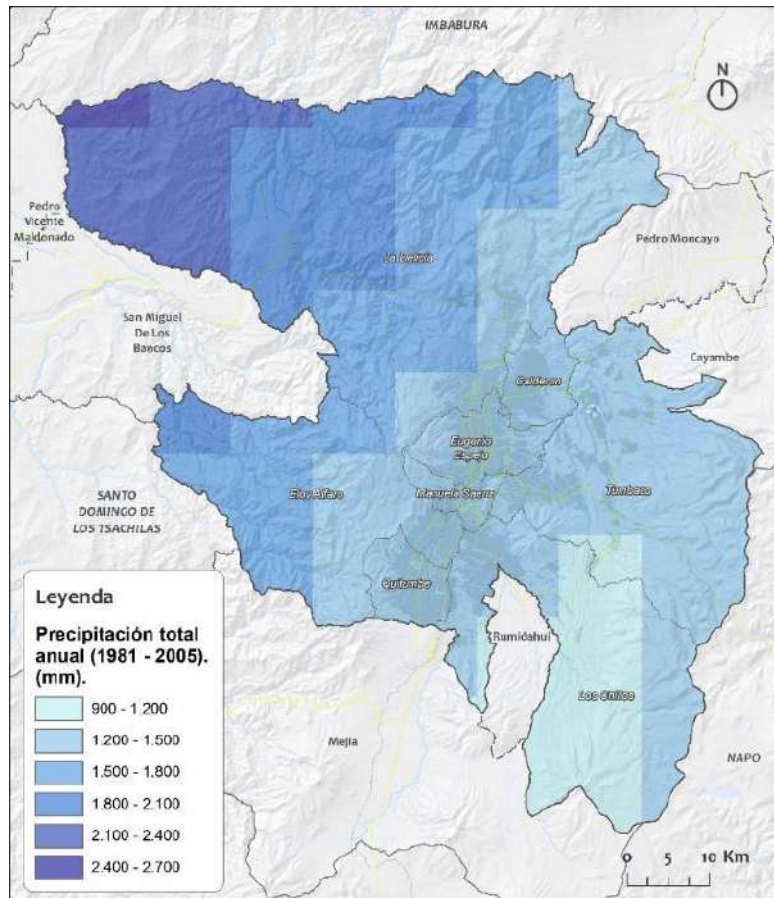 IMBABURA
N
Pedro
Vicente
Maldonado
La Delicia
Pedro Moncayo
San Miguel
De Los
Bancos
Cayambe
Calderon
Eugenio
Espejo
SANTO
DOMINGO DE
LOS TSACHILAS
Eloy Alfaro
Manuela Saenz
Tumbaco
Quitumbe
Rumiñahui
Los Chillos
Mejia
NAPO
Leyenda
Precipitación total
anual (1981 - 2005).
(mm).
900 - 1.200
1.200 - 1.500
1.500 - 1.800
1.800 - 2.100
2.100 - 2.400
2.400 - 2.700
0 5 10 Km